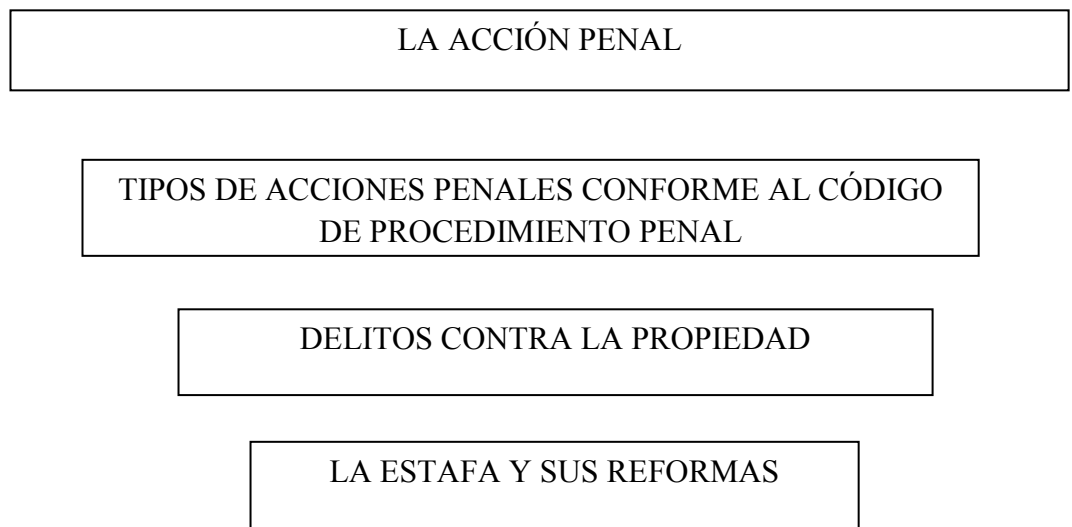 LA ACCIÓN PENAL
TIPOS DE ACCIONES PENALES CONFORME AL CÓDIGO
DE PROCEDIMIENTO PENAL
DELITOS CONTRA LA PROPIEDAD
LA ESTAFA Y SUS REFORMAS